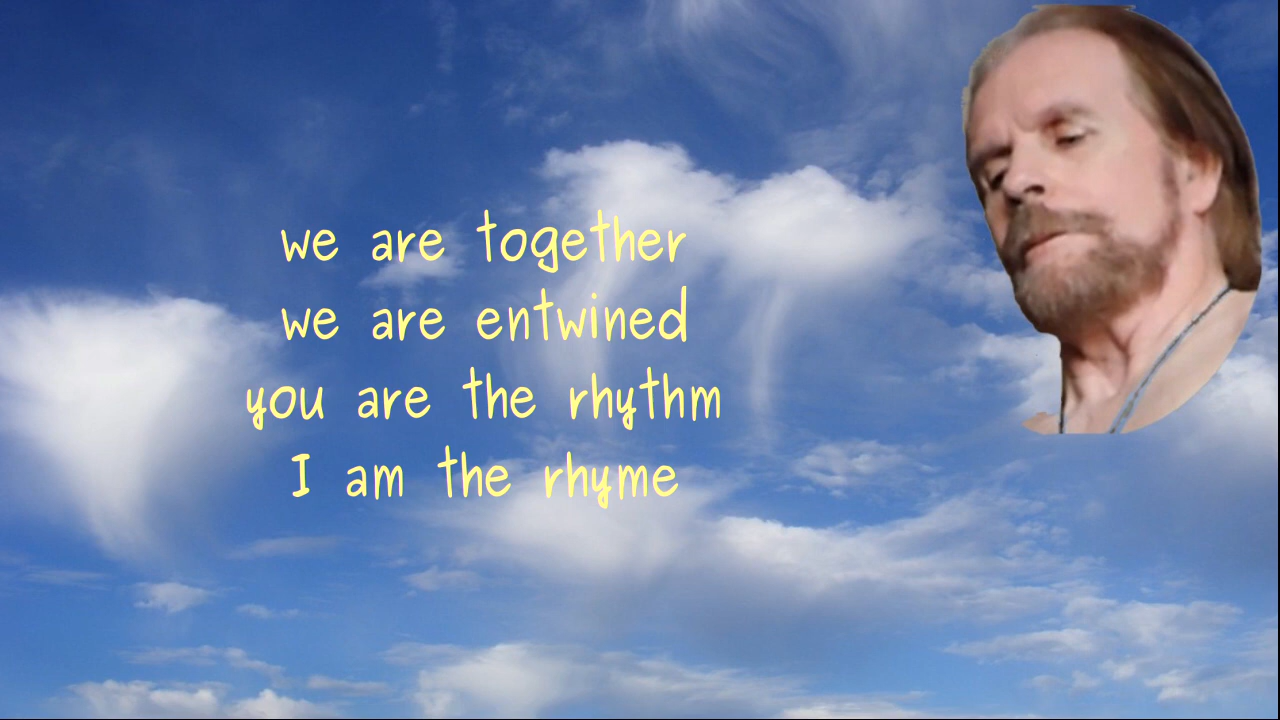 we are together
we are entwined
you are the rhythm
I am the rhyme